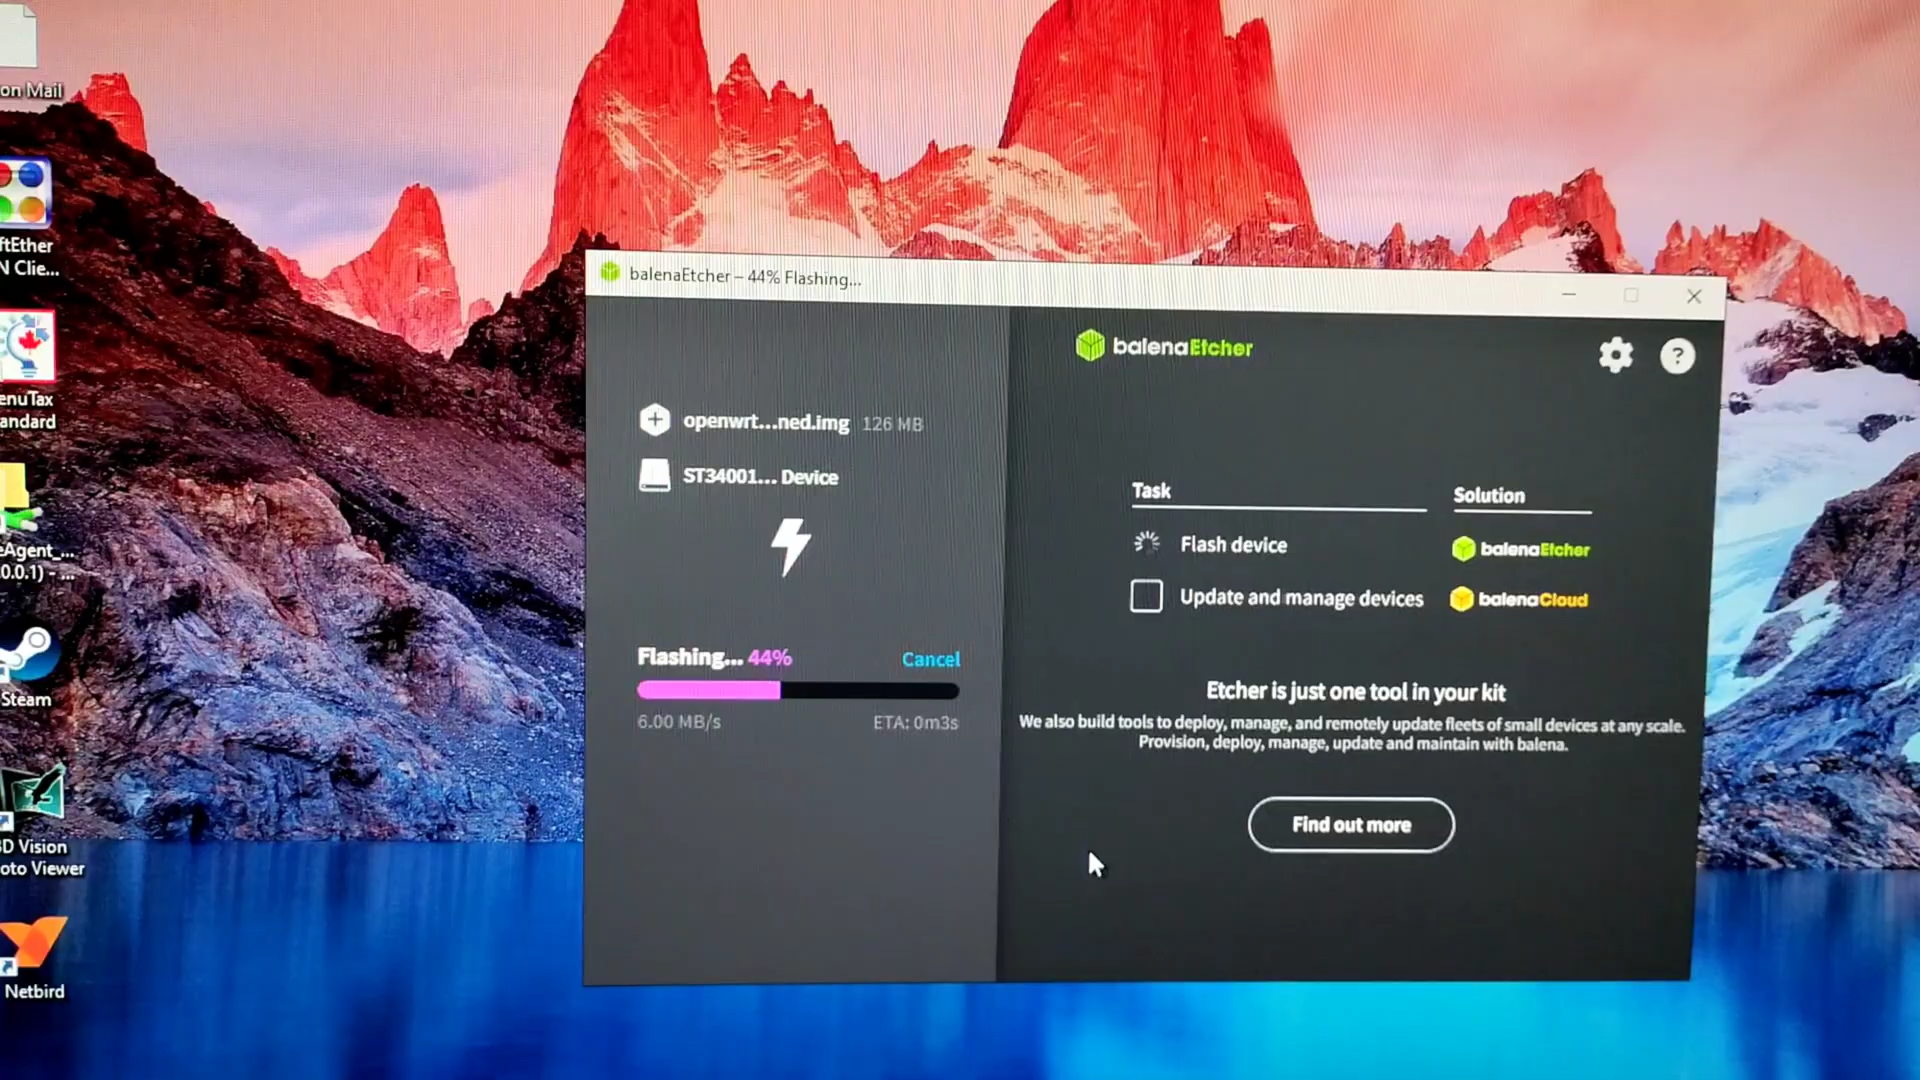 on Mail
ftEther
N Clie...
enuTax
andard
eAgent_...
0.0.1) - ...
Steam
D Vision
oto Viewer
Netbird
balenaEtcher – 44% Flashing...
balenaEtcher
?
openwrt...ned.img 126 MB
ST34001... Device
Flashing... 44% Cancel
6.00 MB/s ETA: 0m3s
Task Solution
Flash device balenaEtcher
Update and manage devices balenaCloud
Etcher is just one tool in your kit
We also build tools to deploy, manage, and remotely update fleets of small devices at any scale.
Provision, deploy, manage, update and maintain with balena.
Find out more